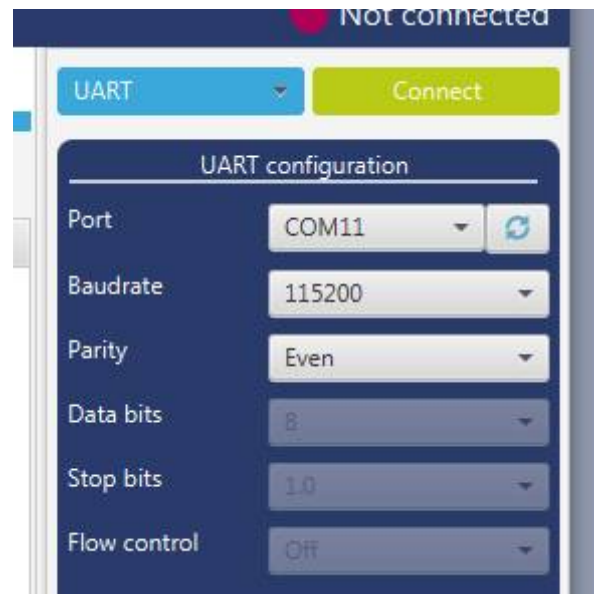 Not connected
UART Connect
UART configuration
Port COM11
Baudrate 115200
Parity Even
Data bits 8
Stop bits 1.0
Flow control Off